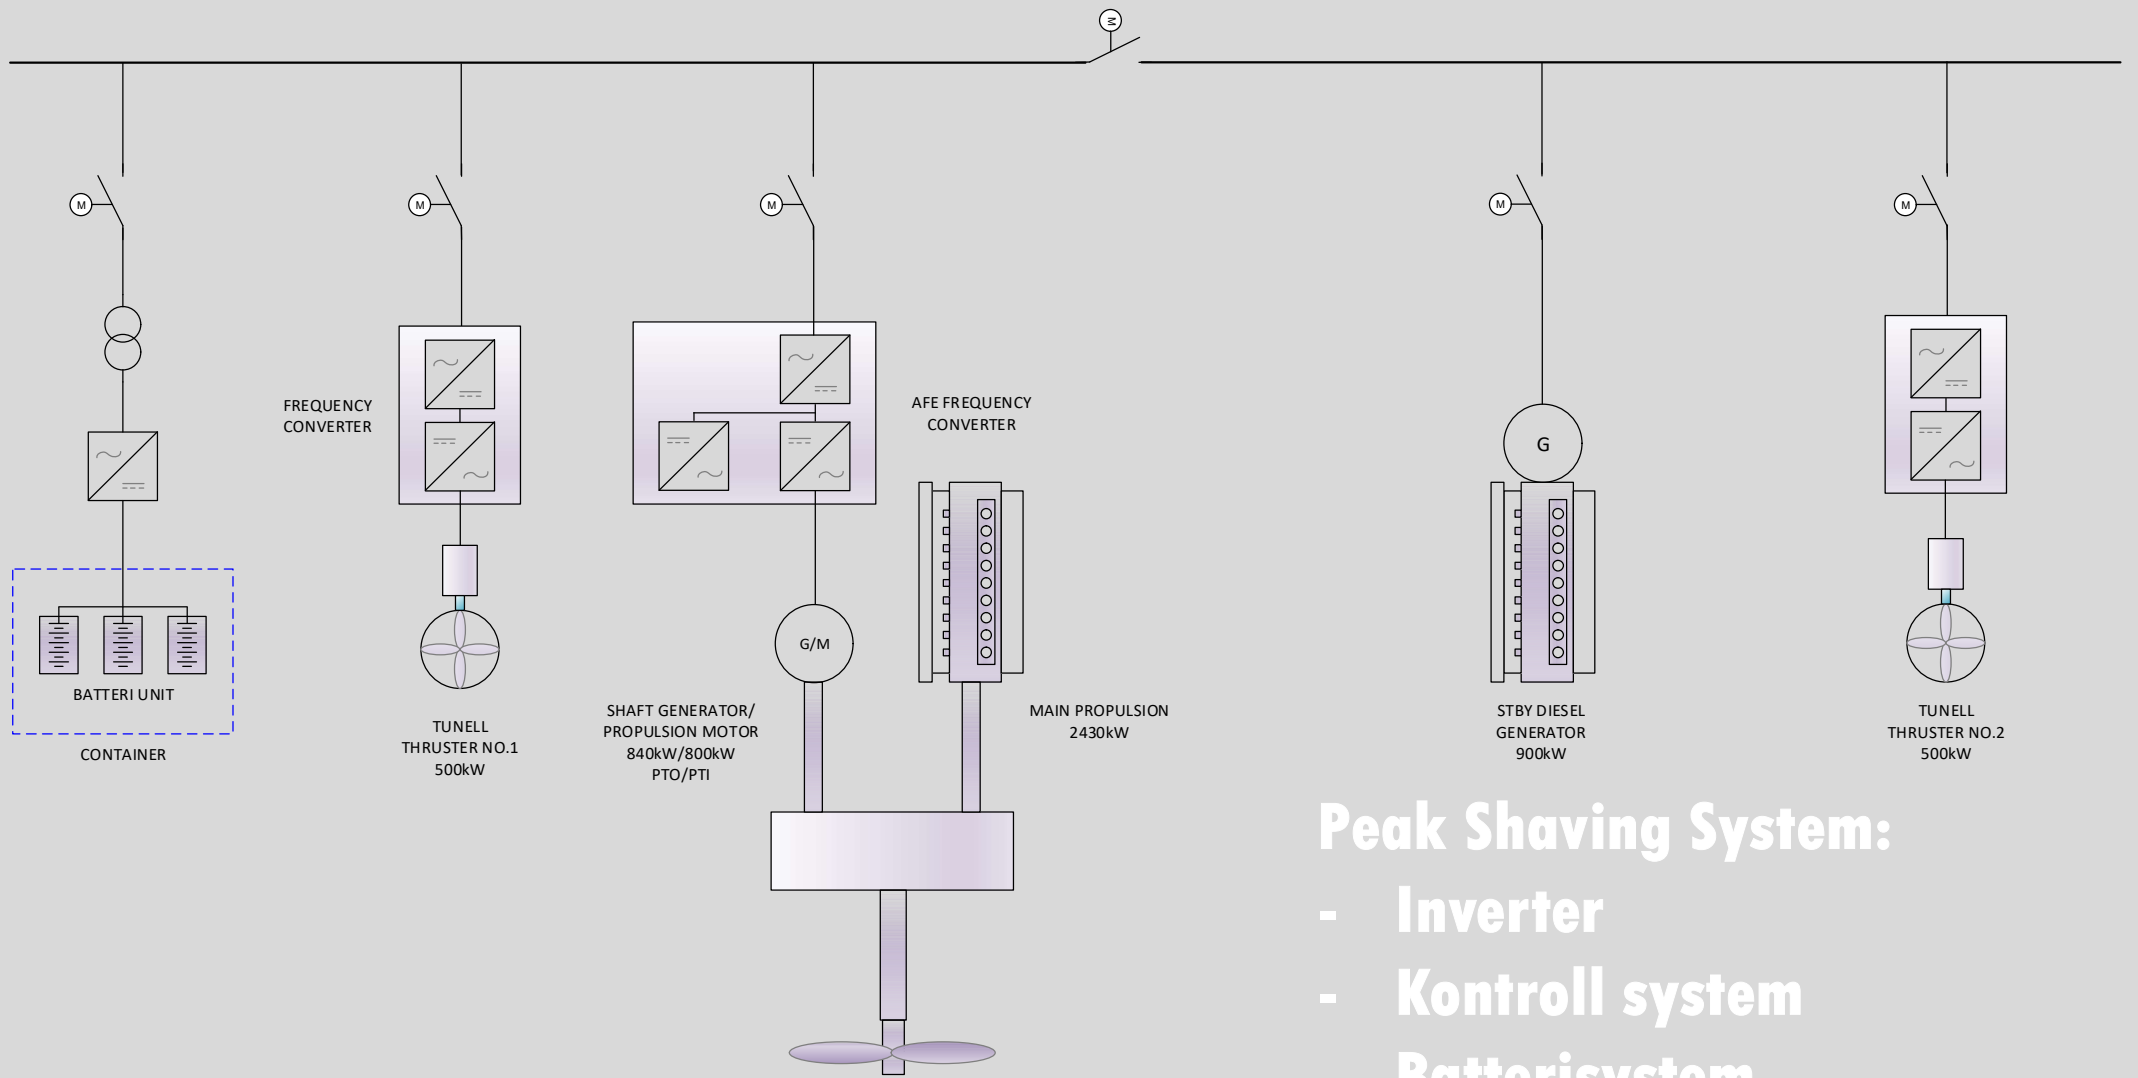 M
M
M
M
M
M
FREQUENCY
CONVERTER
AFE FREQUENCY
CONVERTER
G
G/M
BATTERI UNIT
CONTAINER
TUNELL
THRUSTER NO.1
500kW
SHAFT GENERATOR/
PROPULSION MOTOR
840kW/800kW
PTO/PTI
MAIN PROPULSION
2430kW
STBY DIESEL
GENERATOR
900kW
TUNELL
THRUSTER NO.2
500kW
Peak Shaving System:
- Inverter
- Kontroll system
Batterisystem